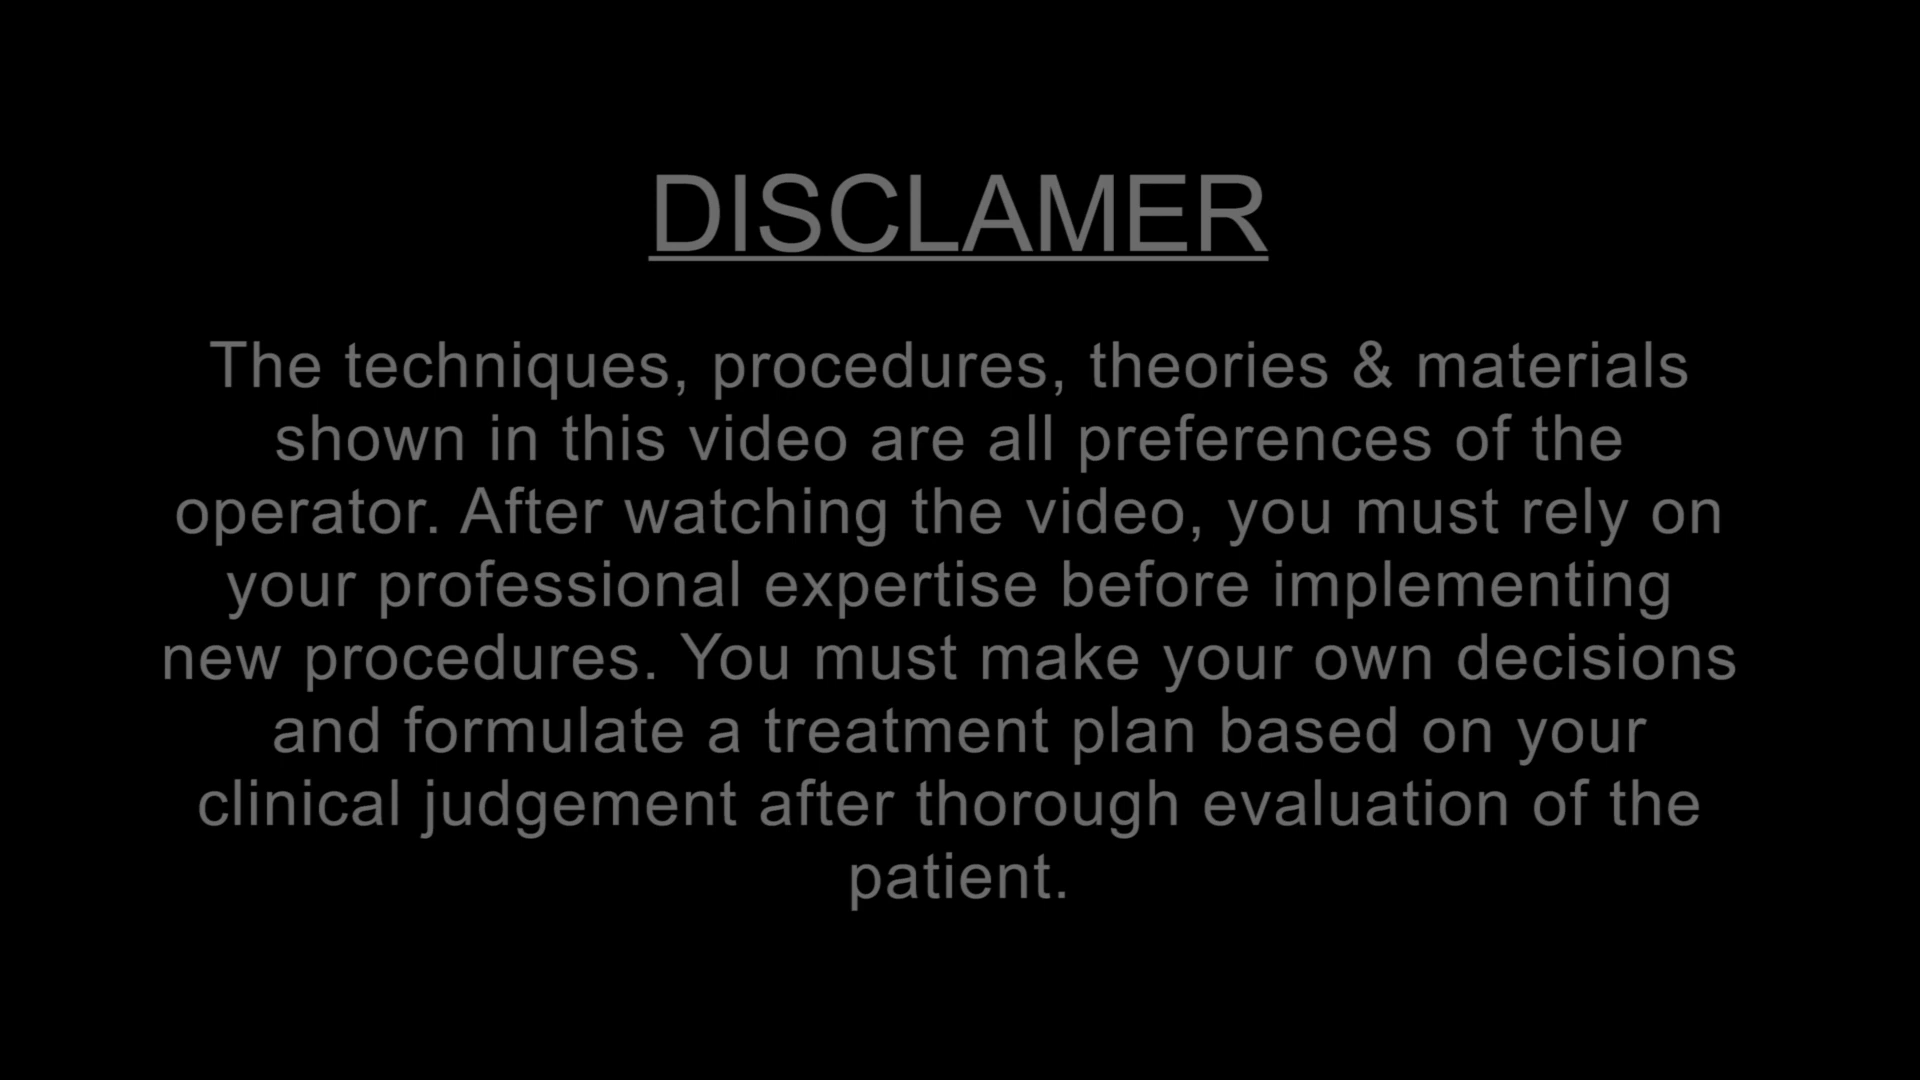 DISCLAMER
The techniques, procedures, theories & materials
shown in this video are all preferences of the
operator. After watching the video, you must rely on
your professional expertise before implementing
new procedures. You must make your own decisions
and formulate a treatment plan based on your
clinical judgement after thorough evaluation of the
patient.